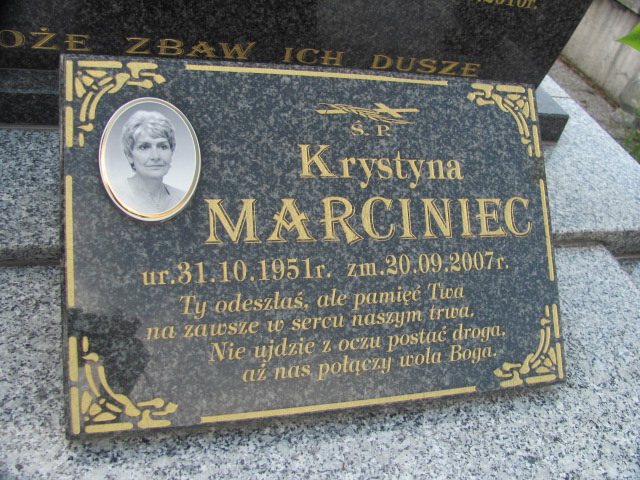 2010r.
OŻE ZBAW ICH DUSZE
Ś. P.
Krystyna
MARCINIEC
ur.31.10.1951r. zm.20.09.2007r.
Ty odeszłaś, ale pamięć Twa
na zawsze w sercu naszym trwa.
Nie ujdzie z oczu postać droga.
aż nas połączy wola Boga.